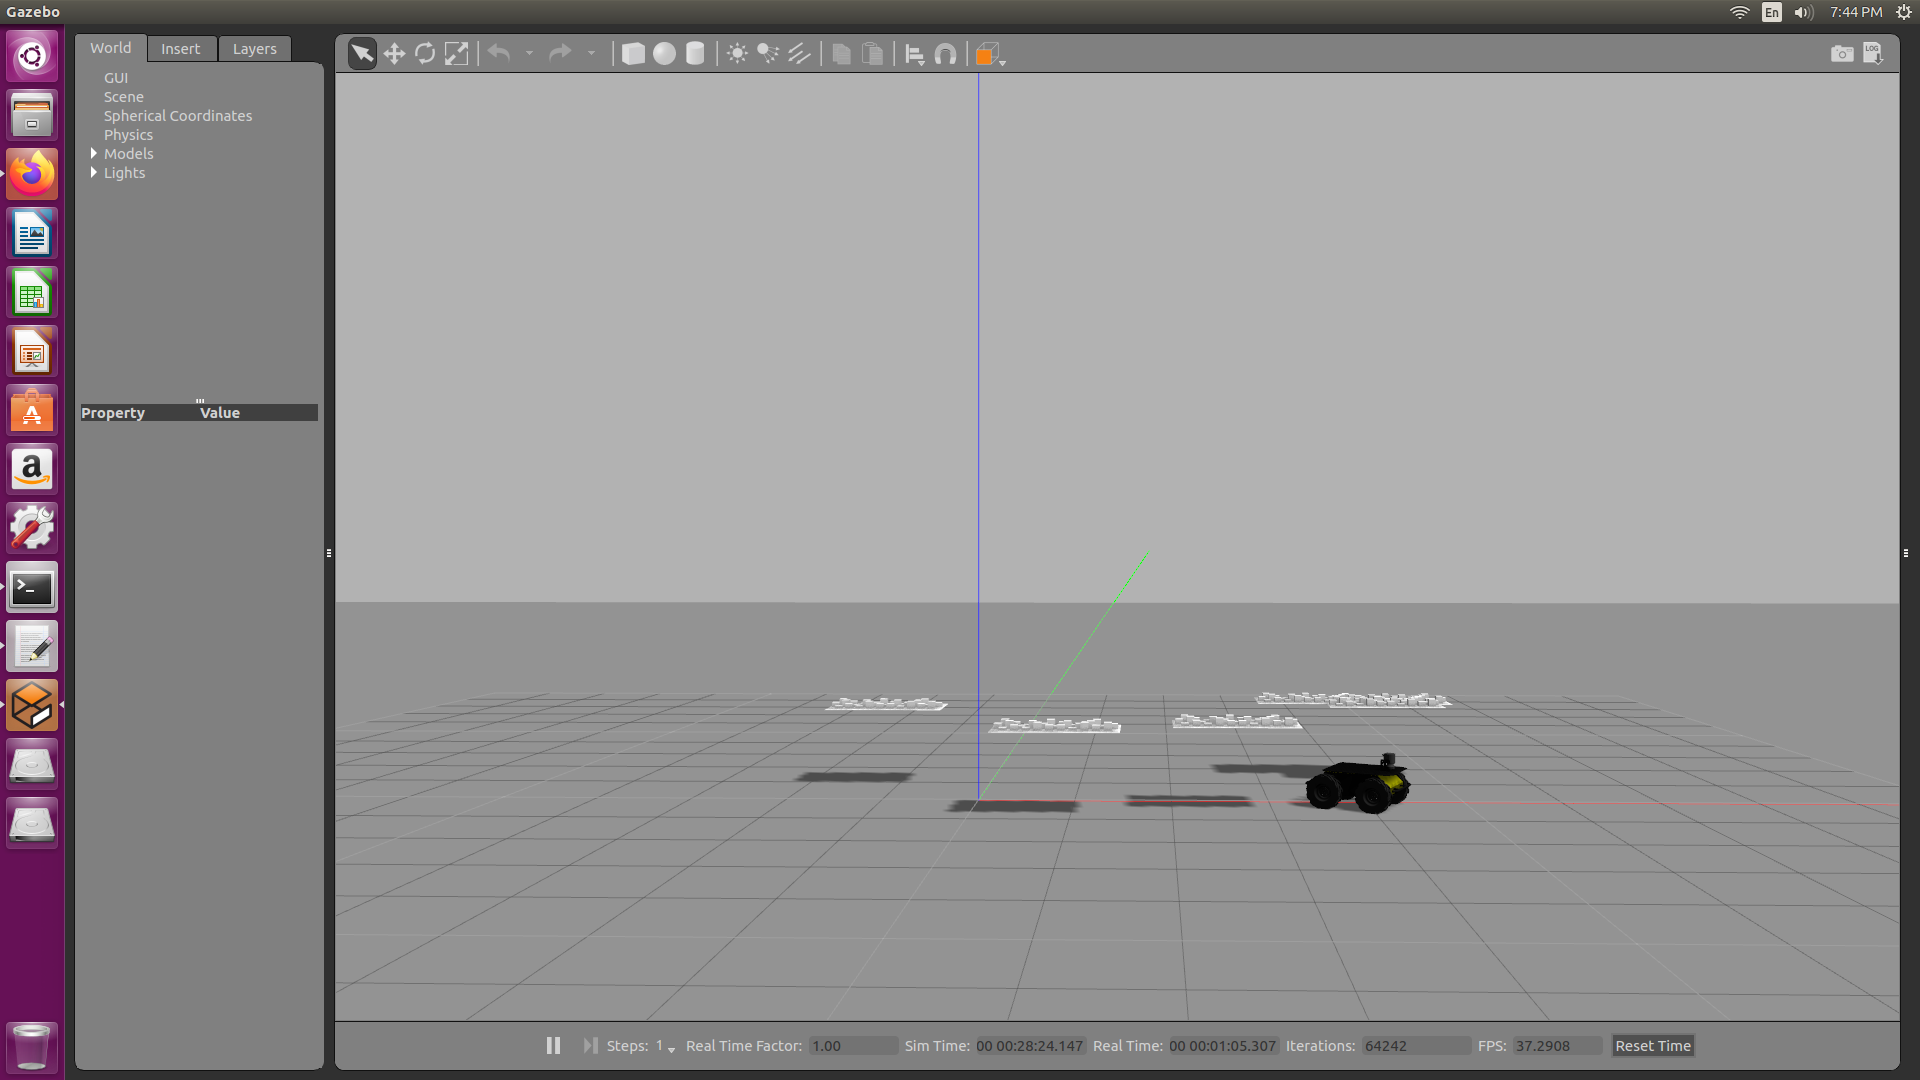 Gazebo
En
7:44 PM
World
Insert
Layers
GUI
Scene
Spherical Coordinates
Physics
Models
Lights
Property
Value
LOG
Steps: 1
Real Time Factor: 1.00
Sim Time: 00 00:28:24.147
Real Time: 00 00:01:05.307
Iterations: 64242
FPS: 37.2908
Reset Time